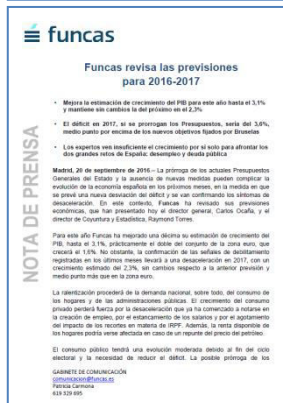 funcas
Funcas revisa las previsiones
para 2016-2017
NOTA DE PRENSA
• Mejora la estimación de crecimiento del PIB para este año hasta el 3,1%
y mantiene sin cambios la del próximo en el 2,3%
• El déficit en 2017, si se prorrogan los Presupuestos, sería del 3,6%,
medio punto por encima de los nuevos objetivos fijados por Bruselas
• Los expertos ven insuficiente el crecimiento por sí solo para afrontar los
dos grandes retos de España: desempleo y deuda pública
Madrid, 20 de septiembre de 2016 – La prórroga de los actuales Presupuestos
Generales del Estado y la ausencia de nuevas medidas pueden complicar la
evolución de la economía española en los próximos meses, en la medida en que
se prevé una nueva desviación del déficit y se van confirmando los síntomas de
desaceleración. En este contexto, Funcas ha revisado sus previsiones
económicas, que han presentado hoy el director general, Carlos Ocaña, y el
director de Coyuntura y Estadística, Raymond Torres.
Para este año Funcas ha mejorado una décima su estimación de crecimiento del
PIB, hasta el 3,1%, prácticamente el doble del conjunto de la zona euro, que
crecerá el 1,6%. No obstante, la confirmación de las señales de debilitamiento
registradas en los últimos meses llevará a una desaceleración en 2017, con un
crecimiento estimado del 2,3%, sin cambios respecto a la anterior previsión y
medio punto más que en la zona euro.
La ralentización procederá de la demanda nacional, sobre todo, del consumo de
los hogares y de las administraciones públicas. El crecimiento del consumo
privado perderá fuerza por la desaceleración que ya ha comenzado a notarse en
la creación de empleo, por el estancamiento de los salarios y por el agotamiento
del impacto de los recortes en materia de IRPF. Además, la renta disponible de
los hogares podría verse afectada en caso de un repunte del precio del petróleo.
El consumo público tendrá una evolución moderada debido al fin del ciclo
electoral y la necesidad de reducir el déficit. La posible prórroga de los
GABINETE DE COMUNICACIÓN
comunicacion@funcas.es
Patricia Carmona
619 329 695